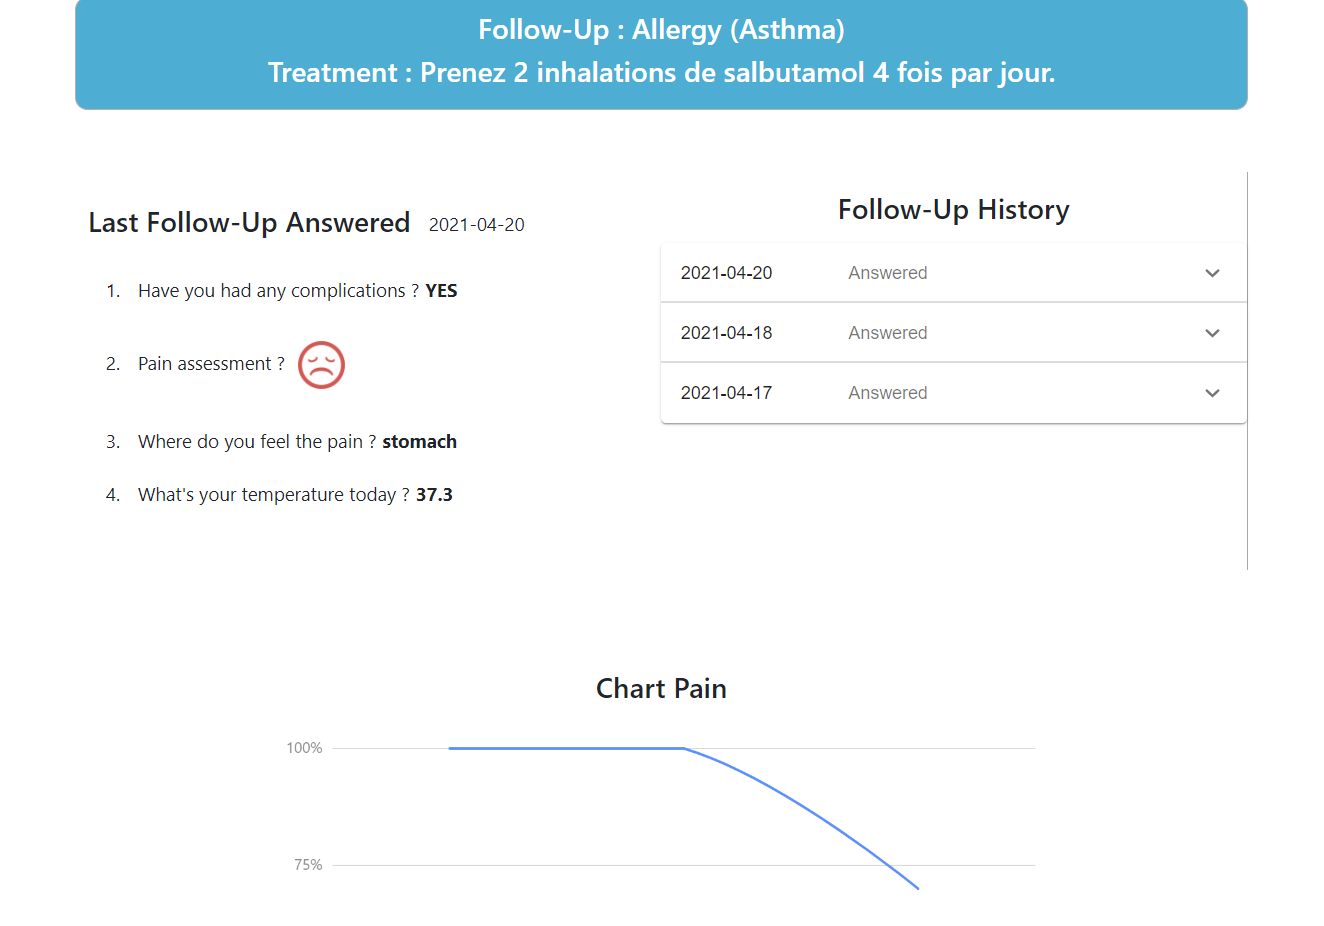 Follow-Up : Allergy (Asthma)
Treatment : Prenez 2 inhalations de salbutamol 4 fois par jour.
Last Follow-Up Answered 2021-04-20
1. Have you had any complications ? YES
2. Pain assessment ?
3. Where do you feel the pain ? stomach
4. What's your temperature today ? 37.3
Follow-Up History
2021-04-20 Answered
2021-04-18 Answered
2021-04-17 Answered
Chart Pain
100%
75%